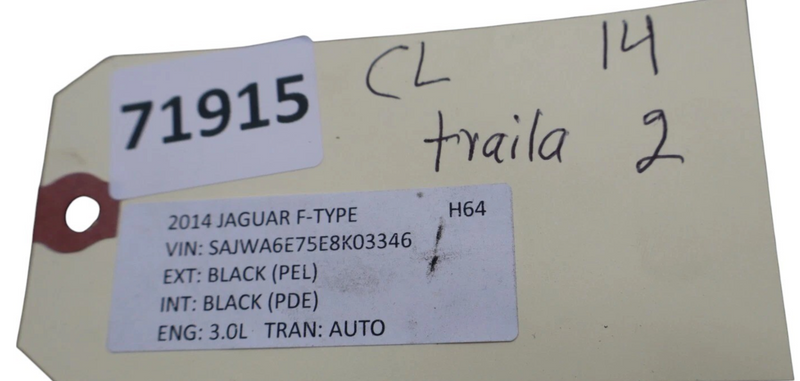 CL 14
71915
traila 2
2014 JAGUAR F-TYPE H64
VIN: SAJWA6E75E8K03346
EXT: BLACK (PEL)
INT: BLACK (PDE)
ENG: 3.0L TRAN: AUTO